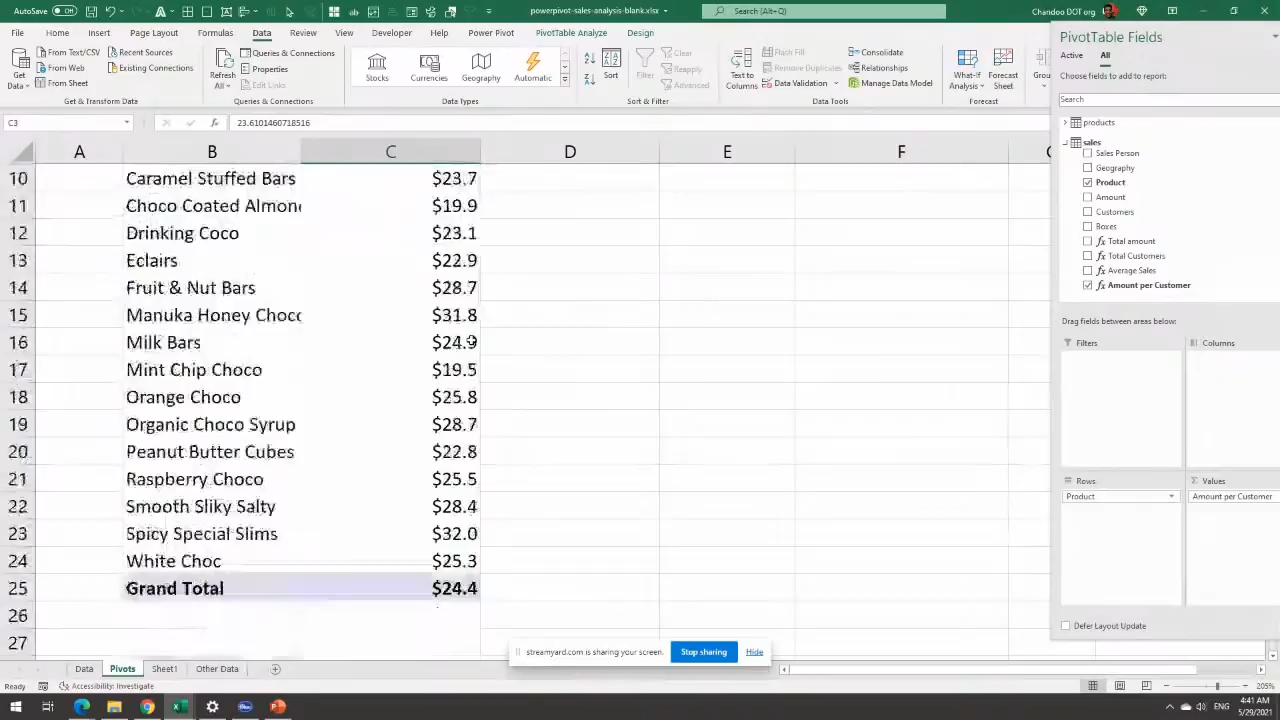 AutoSave Off powerpivot-sales-analysis-blank.xlsx Search (Alt+Q) Chandoo DOT org
File Home Insert Page Layout Formulas Data Review View Developer Help Power Pivot PivotTable Analyze Design
Get Data
From Text/CSV
From Web
From Sheet
Recent Sources
Existing Connections
Get & Transform Data
Refresh All
Queries & Connections
Properties
Edit Links
Queries & Connections
Stocks Currencies Geography Automatic
Data Types
Sort
Filter
Clear
Reapply
Advanced
Sort & Filter
Text to Columns
Flash Fill
Remove Duplicates
Data Validation
Consolidate
Relationships
Manage Data Model
Data Tools
What-If Analysis
Forecast Sheet
Forecast
Grou
C3 fx 23.6101460718516
A B C D E F
10 Caramel Stuffed Bars $23.7
11 Choco Coated Almon $19.9
12 Drinking Coco $23.1
13 Eclairs $22.9
14 Fruit & Nut Bars $28.7
15 Manuka Honey Choc $31.8
16 Milk Bars $24.9
17 Mint Chip Choco $19.5
18 Orange Choco $25.8
19 Organic Choco Syrup $28.7
20 Peanut Butter Cubes $22.8
21 Raspberry Choco $25.5
22 Smooth Sliky Salty $28.4
23 Spicy Special Slims $32.0
24 White Choc $25.3
25 Grand Total $24.4
26
27
PivotTable Fields
Active All
Choose fields to add to report:
Search
products
sales
Sales Person
Geography
Product
Amount
Customers
Boxes
fx Total amount
fx Total Customers
fx Average Sales
fx Amount per Customer
Drag fields between areas below:
Filters Columns
Rows Values
Product Amount per Customer
Defer Layout Update
streamyard.com is sharing your screen. Stop sharing Hide
Data Pivots Sheet1 Other Data
Ready Accessibility: Investigate 205%
ENG
4:41 AM
5/29/2021